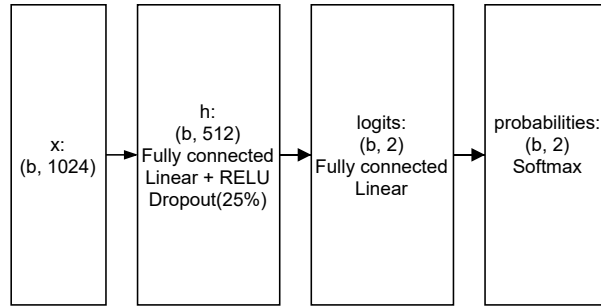 x:
(b, 1024)
h:
(b, 512)
Fully connected
Linear + RELU
Dropout(25%)
logits:
(b, 2)
Fully connected
Linear
probabilities:
(b, 2)
Softmax